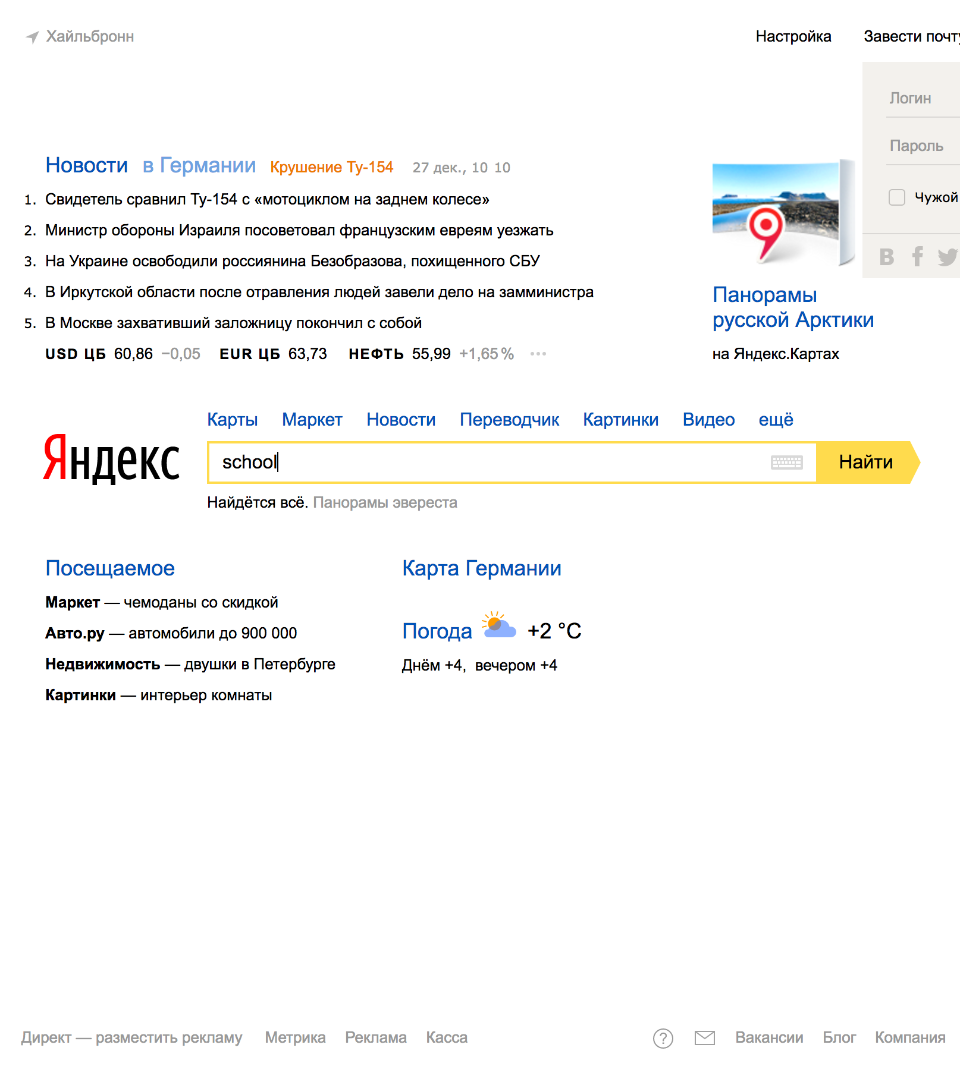 Хайльбронн
Настройка
Завести почту
Логин
Пароль
Чужой
Новости в Германии Крушение Ту-154 27 дек., 10 10
1. Свидетель сравнил Ту-154 с «мотоциклом на заднем колесе»
2. Министр обороны Израиля посоветовал французским евреям уезжать
3. На Украине освободили россиянина Безобразова, похищенного СБУ
4. В Иркутской области после отравления людей завели дело на замминистра
5. В Москве захвативший заложницу покончил с собой
USD ЦБ 60,86 −0,05 EUR ЦБ 63,73 НЕФТЬ 55,99 +1,65 %
Панорамы
русской Арктики
на Яндекс.Картах
Карты Маркет Новости Переводчик Картинки Видео ещё
Яндекс
school
Найти
Найдётся всё. Панорамы эвереста
Посещаемое
Маркет — чемоданы со скидкой
Авто.ру — автомобили до 900 000
Недвижимость — двушки в Петербурге
Картинки — интерьер комнаты
Карта Германии
Погода +2 °C
Днём +4, вечером +4
Директ — разместить рекламу Метрика Реклама Касса ? Вакансии Блог Компания